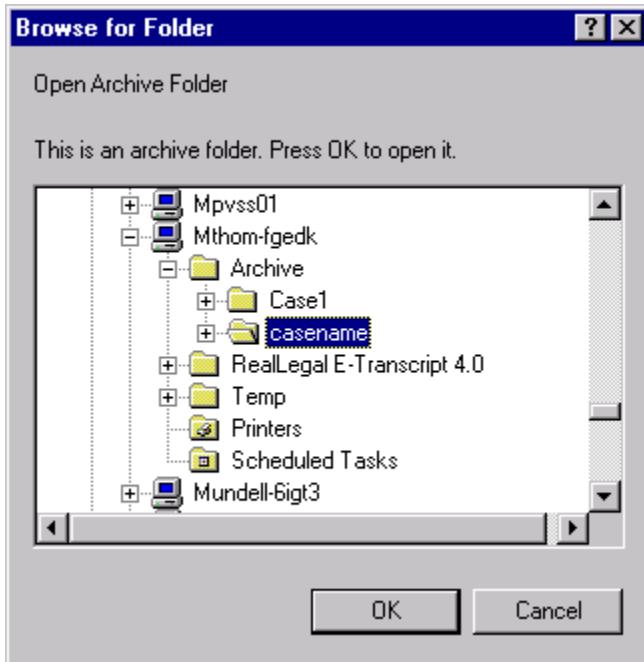 Browse for Folder
Open Archive Folder
This is an archive folder. Press OK to open it.
Mpvss01
Mthom-fgedk
Archive
Case1
casename
RealLegal E-Transcript 4.0
Temp
Printers
Scheduled Tasks
Mundell-6igt3
OK Cancel